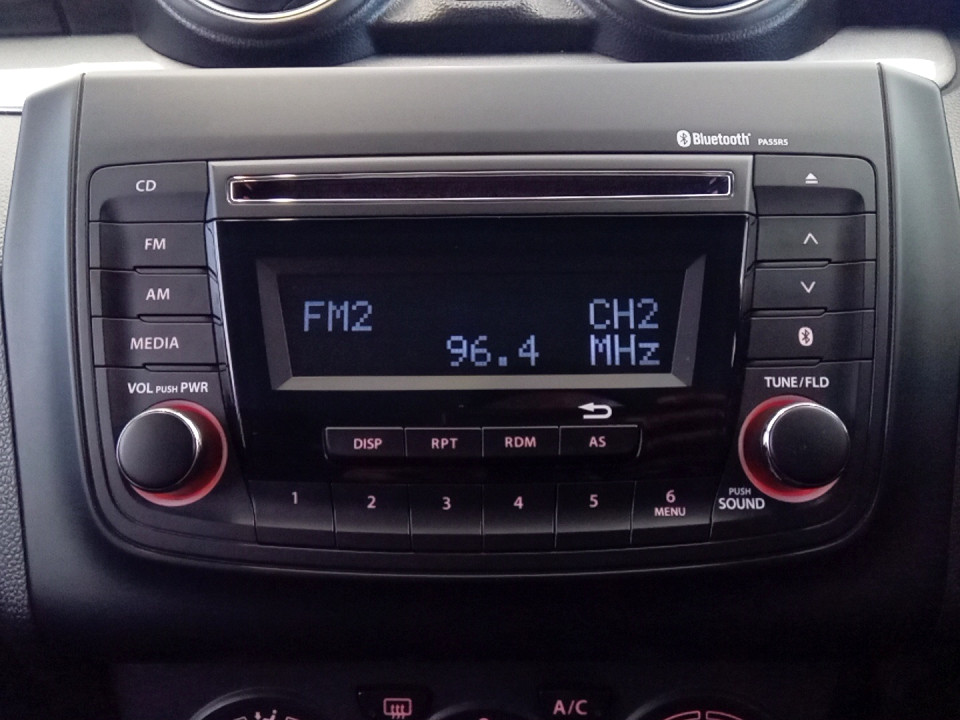 Bluetooth® PA55R5
CD
FM
AM
MEDIA
VOL PUSH PWR
FM2 CH2
96.4 MHz
TUNE/FLD
DISP RPT RDM AS
PUSH
SOUND
1 2 3 4 5 6
MENU
A/C